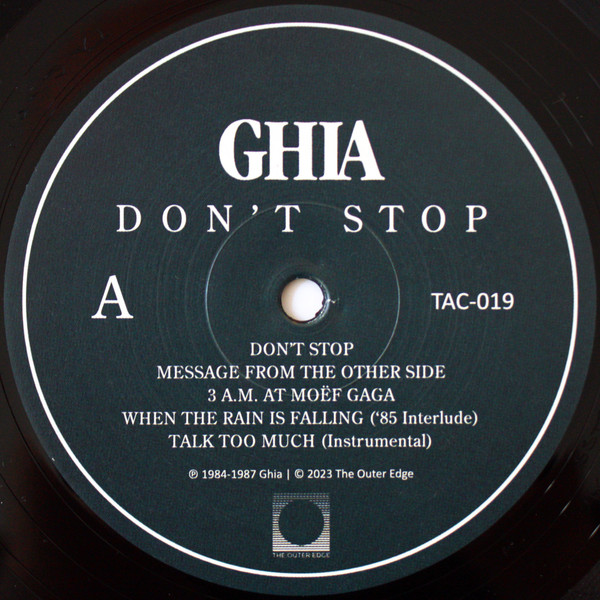 GHIA
DON'T STOP
A
TAC-019
DON'T STOP
MESSAGE FROM THE OTHER SIDE
3 A.M. AT MOËF GAGA
WHEN THE RAIN IS FALLING (‘85 Interlude)
TALK TOO MUCH (Instrumental)
℗ 1984-1987 Ghia | © 2023 The Outer Edge
THE OUTER EDGE